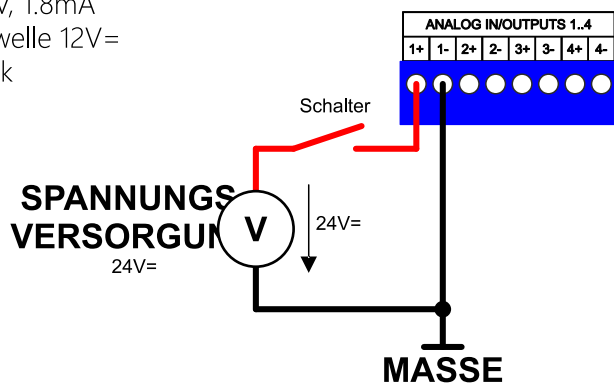 V, 1.8mA
welle 12V=
k
ANALOG IN/OUTPUTS 1..4
1+ 1- 2+ 2- 3+ 3- 4+ 4-
Schalter
SPANNUNGS
VERSORGUN
24V=
V
24V=
MASSE